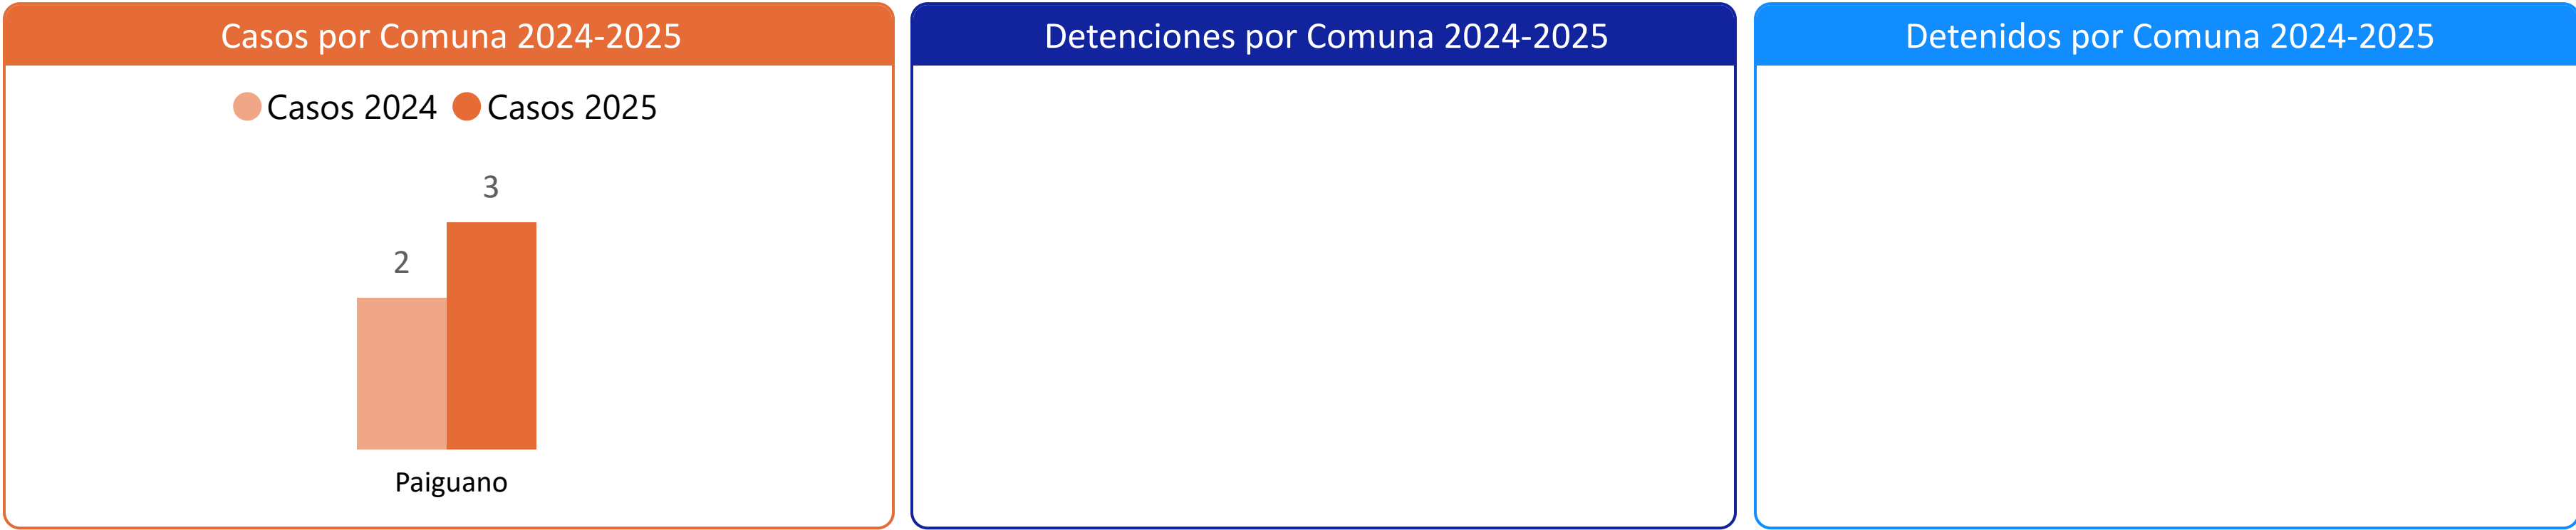 Casos por Comuna 2024-2025
Casos 2024 Casos 2025
3
2
Paiguano
Detenciones por Comuna 2024-2025
Detenidos por Comuna 2024-2025